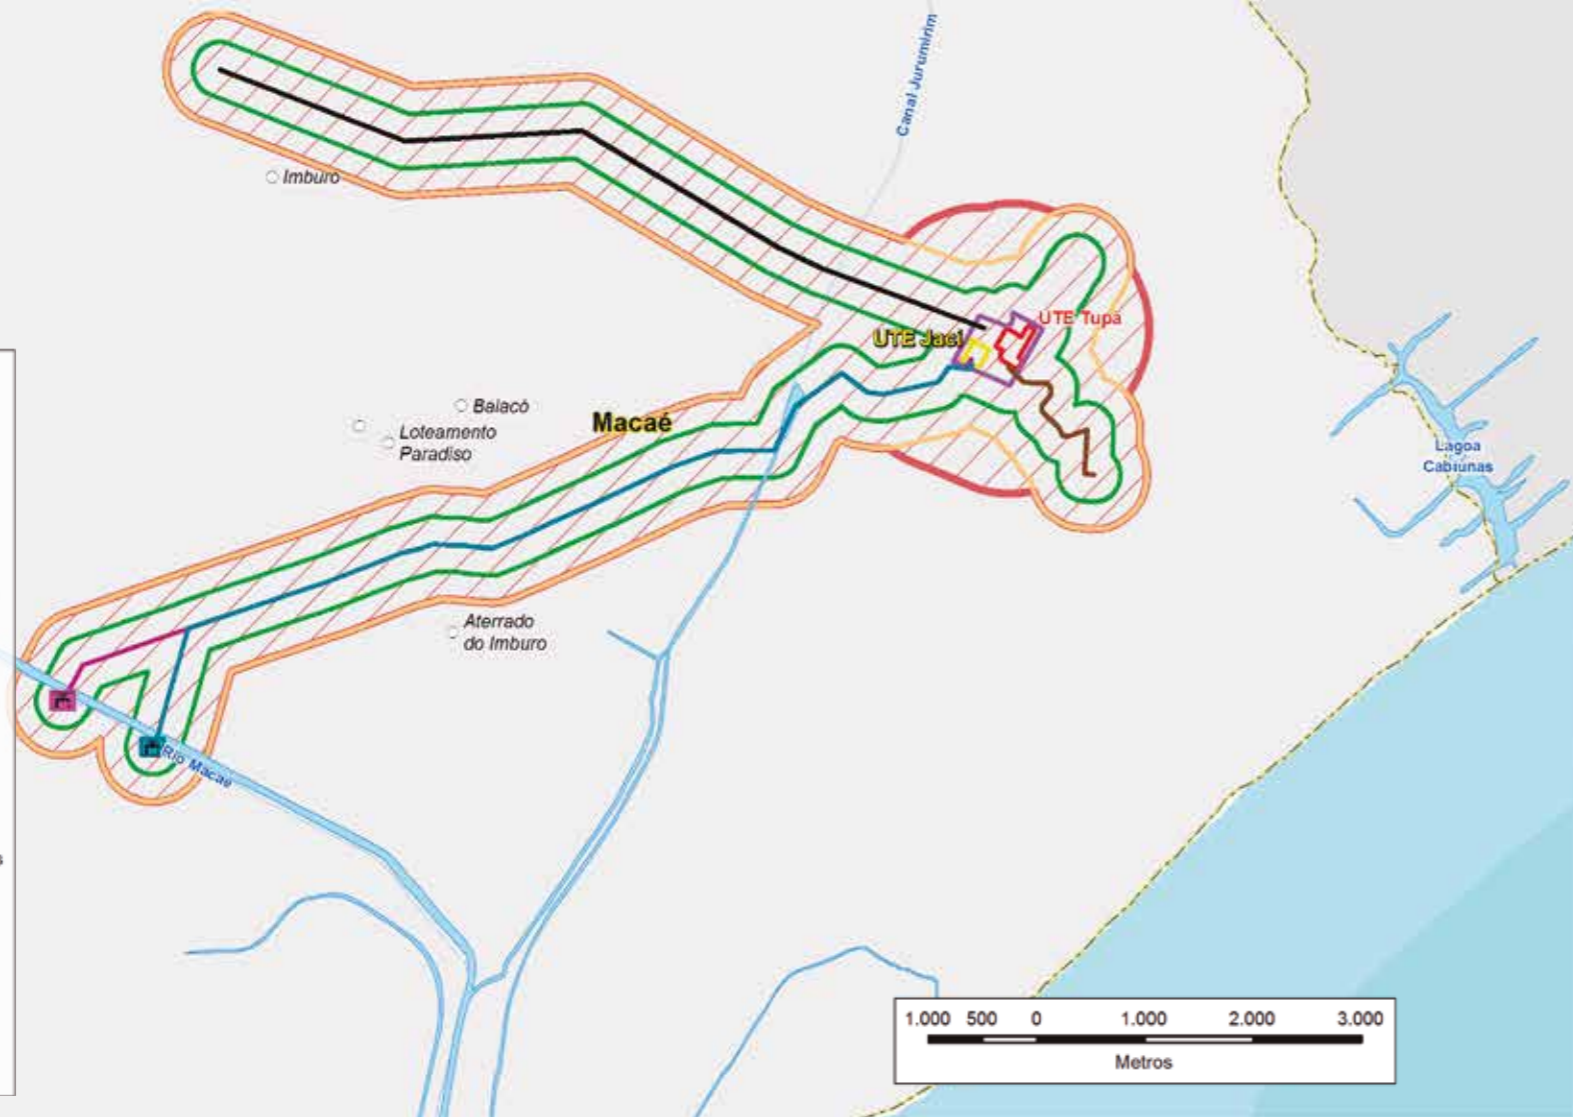 Canal Jurumirim
Imburo
UTE Tupã
UTE Jaci
Baiacó
Macaé
Loteamento
Paradiso
Lagoa
Cabiúnas
Aterrado
do Imburo
Rio Macaé
s
1.000 500 0 1.000 2.000 3.000
Metros